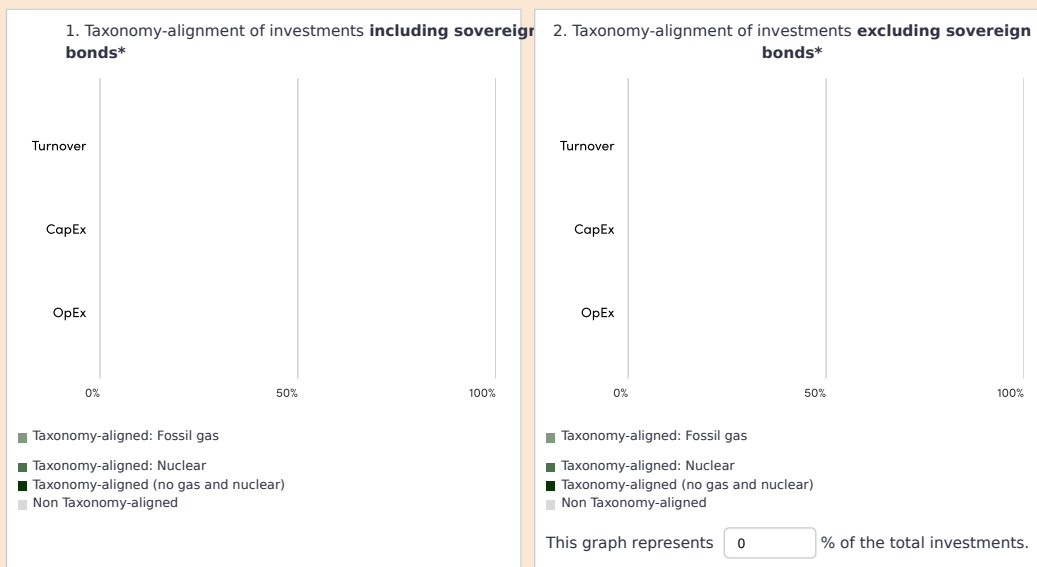 1. Taxonomy-alignment of investments including sovereign
bonds*
Turnover
CapEx
OpEx
0% 50% 100%
Taxonomy-aligned: Fossil gas
Taxonomy-aligned: Nuclear
Taxonomy-aligned (no gas and nuclear)
Non Taxonomy-aligned
2. Taxonomy-alignment of investments excluding sovereign
bonds*
Turnover
CapEx
OpEx
0% 50% 100%
Taxonomy-aligned: Fossil gas
Taxonomy-aligned: Nuclear
Taxonomy-aligned (no gas and nuclear)
Non Taxonomy-aligned
This graph represents 0 % of the total investments.